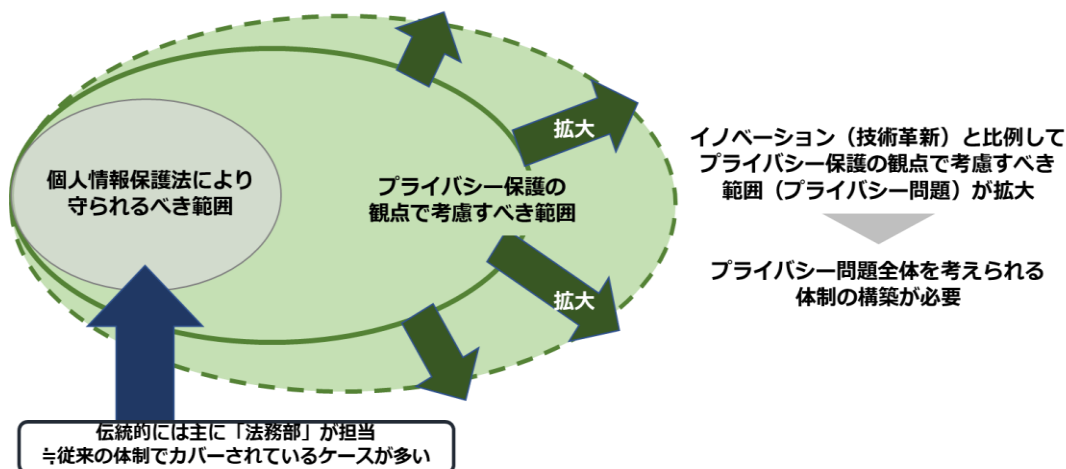 個人情報保護法により
守られるべき範囲
プライバシー保護の
観点で考慮すべき範囲
拡大
拡大
イノベーション（技術革新）と比例して
プライバシー保護の観点で考慮すべき
範囲（プライバシー問題）が拡大
プライバシー問題全体を考えられる
体制の構築が必要
伝統的には主に「法務部」が担当
≒従来の体制でカバーされているケースが多い